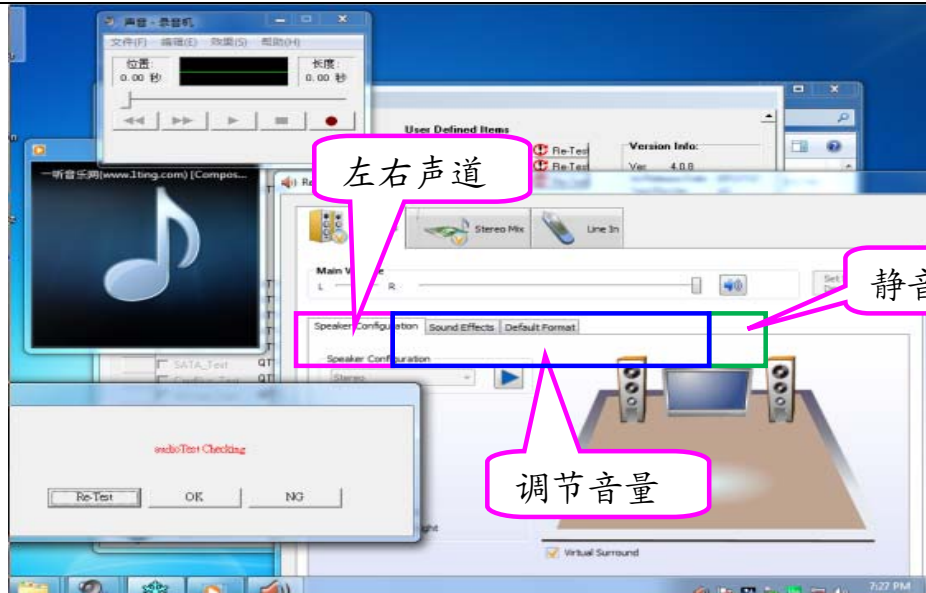 声音 - 录音机
文件(F) 编辑(E) 效果(S) 帮助(H)
位置: 长度:
0.00 秒 0.00 秒
User Defined Items
Re-Test
Re-Test
Version Info:
Ver 4.0.8
一听音乐网(www.1ting.com) [Compos...
左右声道
Stereo Mix
Line In
Main
L R
Set
静音
Speaker Configuration Sound Effects Default Format
Speaker Configuration
Stereo
SATA_Test
audioTest Checking
Re-Test OK NG
调节音量
Virtual Surround
7:27 PM